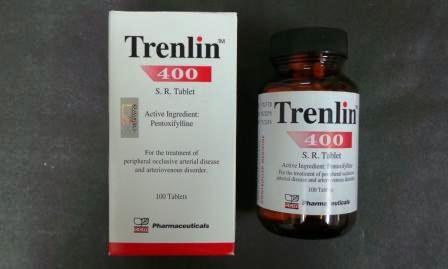 Trenlin™
400
S. R. Tablet
Active Ingredient:
Pentoxifylline
For the treatment of
peripheral occlusive arterial disease
and arteriovenous disorder.
100 Tablets
Pharmaceuticals
Trenlin
400
S. R. Tablet
Active Ingredient: Pentoxifylline
For the treatment of peripheral occlusive
arterial disease and arteriovenous disorder.
100 Tablets
Pharmaceuticals